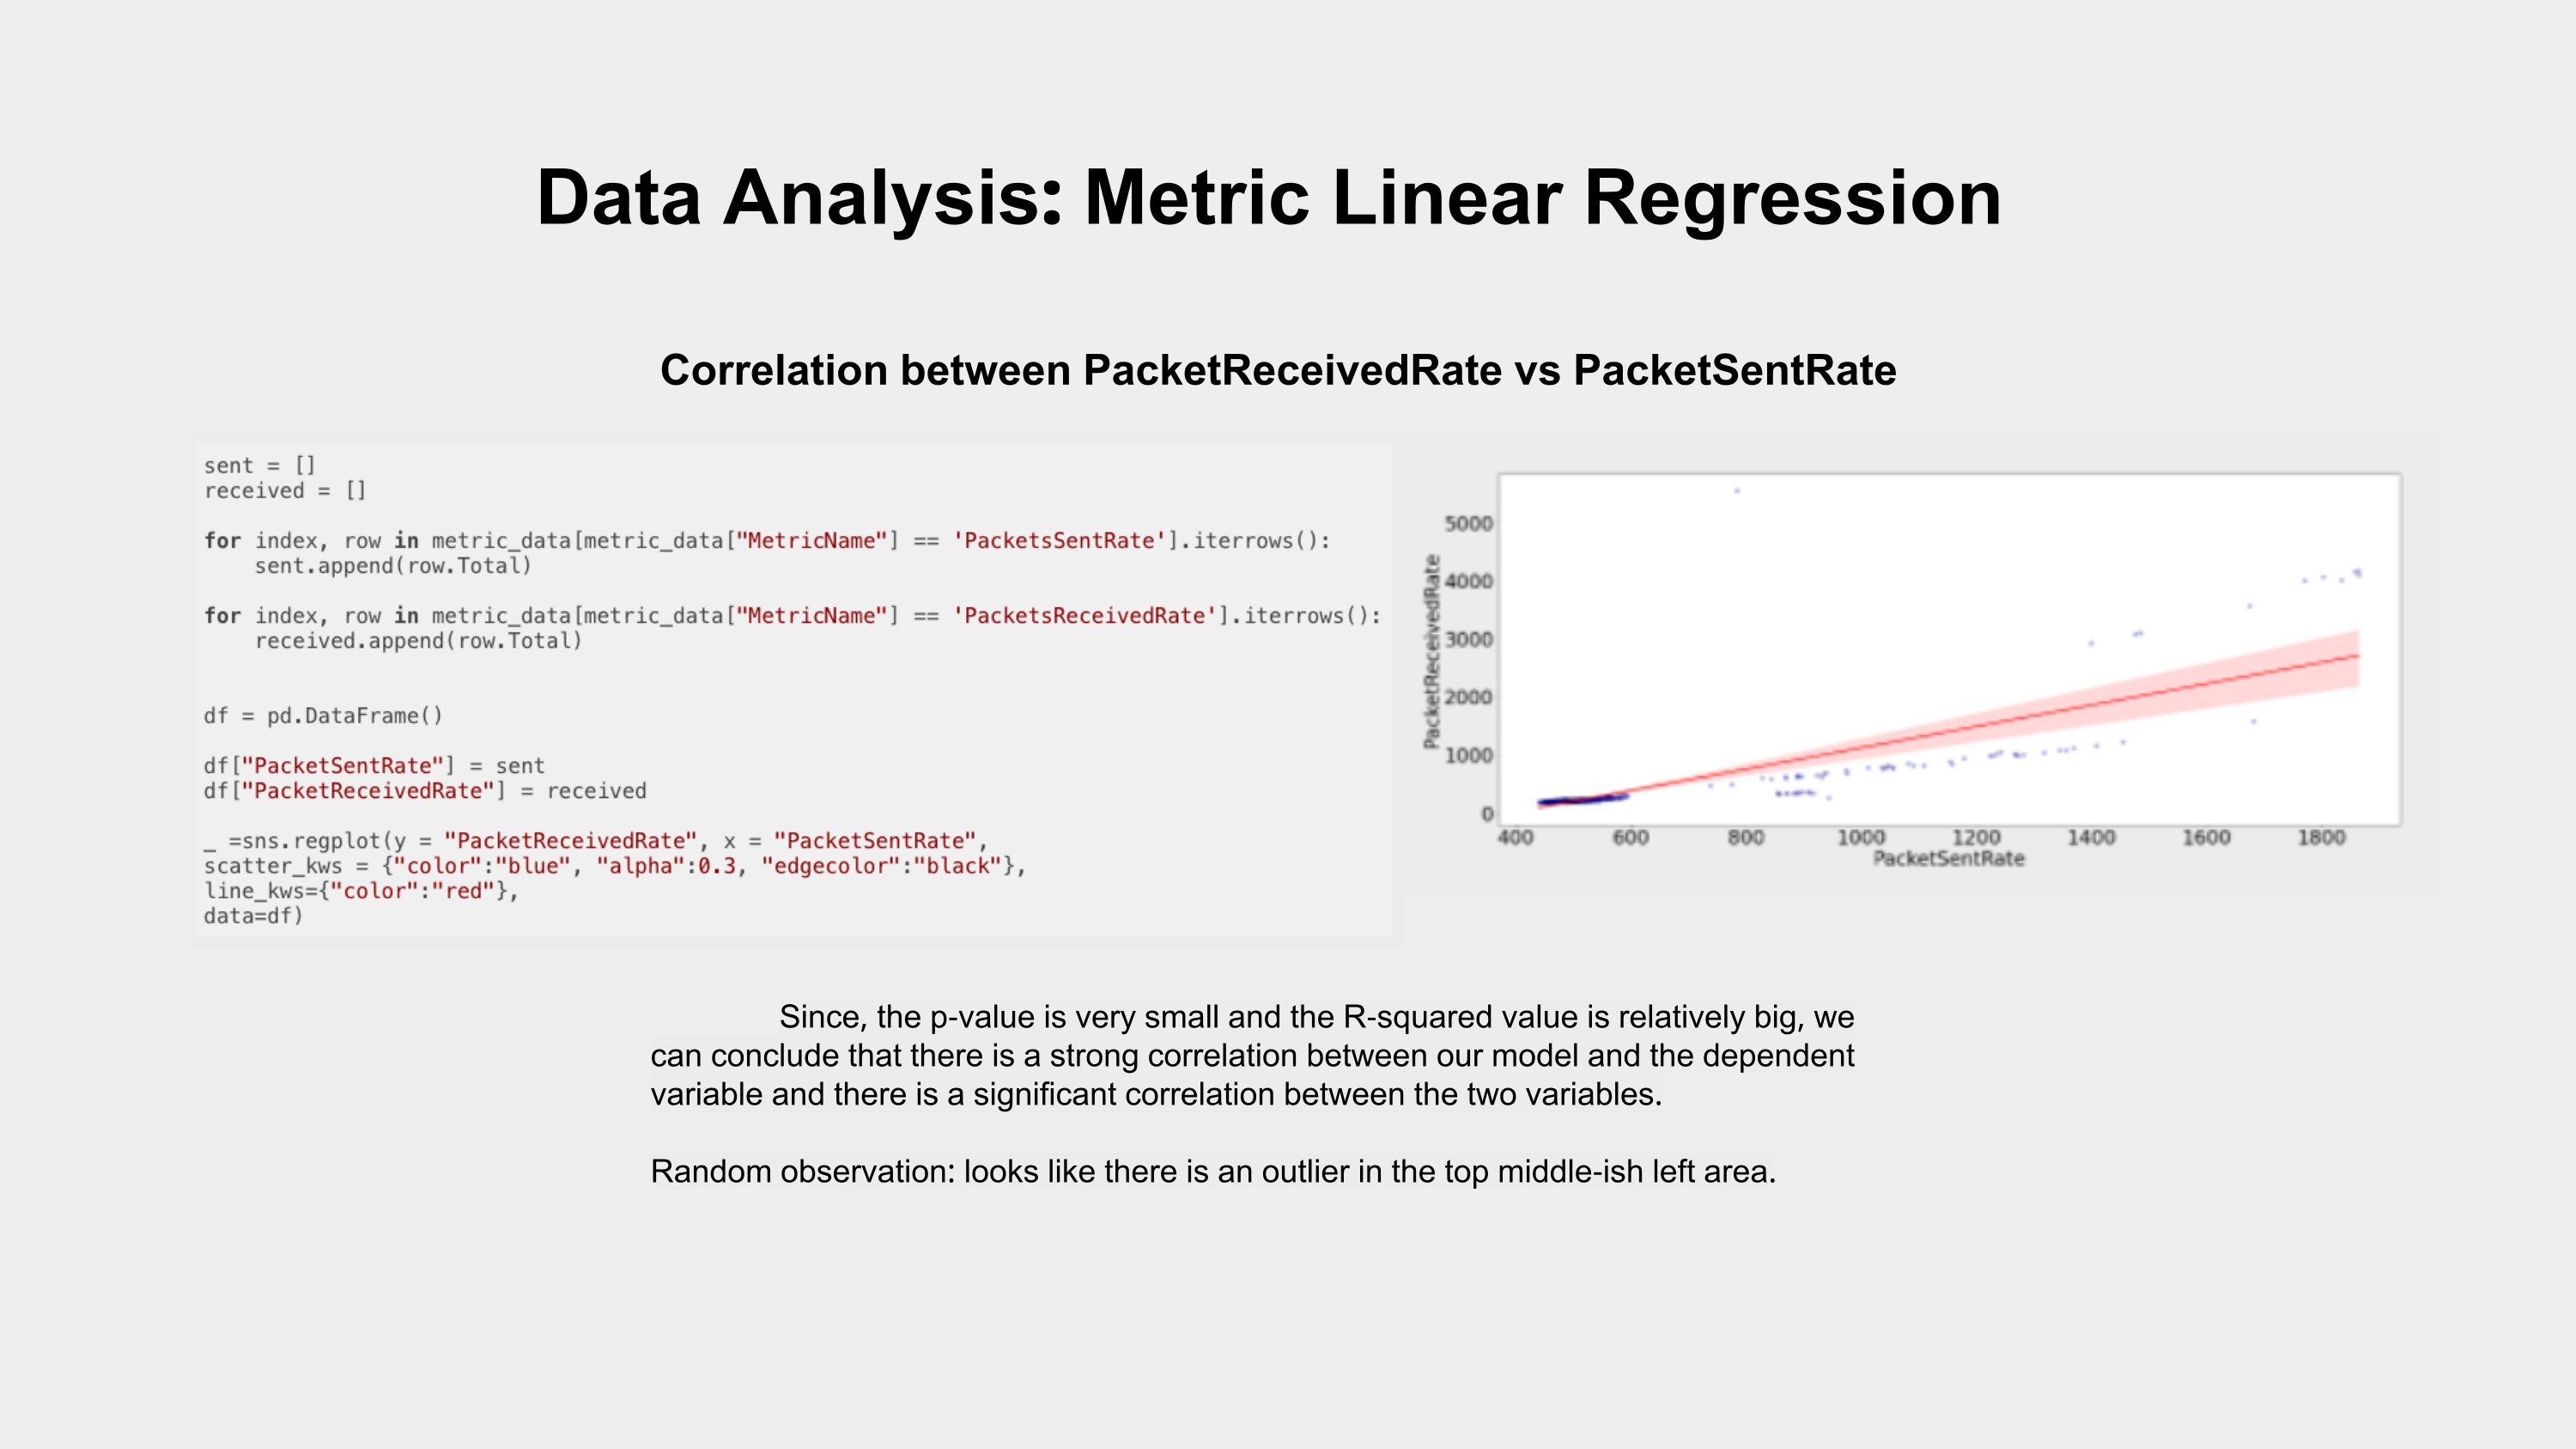 Data Analysis: Metric Linear Regression
Correlation between PacketReceivedRate vs PacketSentRate
sent = []
received = []
for index, row in metric_data[metric_data["MetricName"] == 'PacketsSentRate'].iterrows():
    sent.append(row.Total)
for index, row in metric_data[metric_data["MetricName"] == 'PacketsReceivedRate'].iterrows():
    received.append(row.Total)
df = pd.DataFrame()
df["PacketSentRate"] = sent
df["PacketReceivedRate"] = received
_ =sns.regplot(y = "PacketReceivedRate", x = "PacketSentRate",
scatter_kws = {"color":"blue", "alpha":0.3, "edgecolor":"black"},
line_kws={"color":"red"},
data=df)
PacketReceivedRate
5000
4000
3000
2000
1000
0
400 600 800 1000 1200 1400 1600 1800
PacketSentRate
Since, the p-value is very small and the R-squared value is relatively big, we
can conclude that there is a strong correlation between our model and the dependent
variable and there is a significant correlation between the two variables.
Random observation: looks like there is an outlier in the top middle-ish left area.